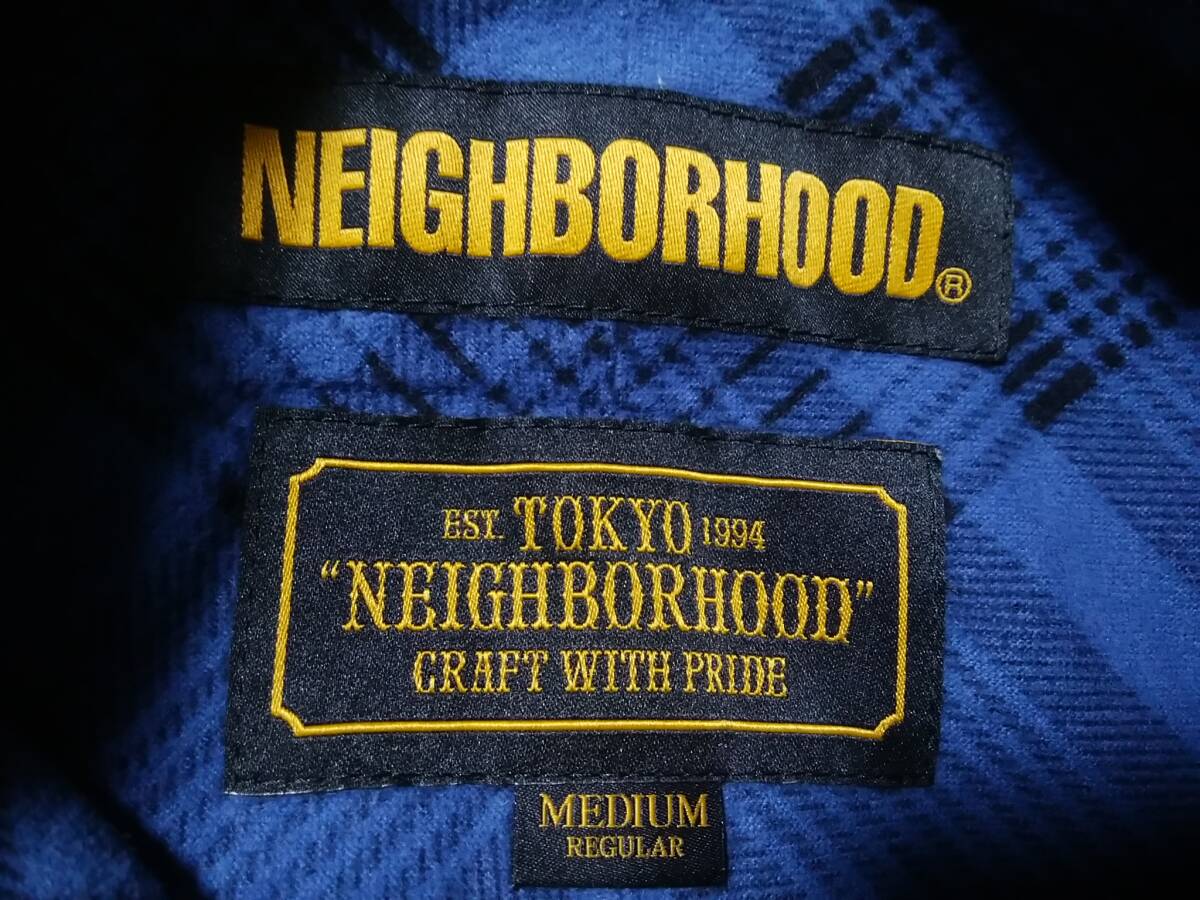 NEIGHBORHOOD®
EST. TOKYO 1994
"NEIGHBORHOOD"
CRAFT WITH PRIDE
MEDIUM
REGULAR